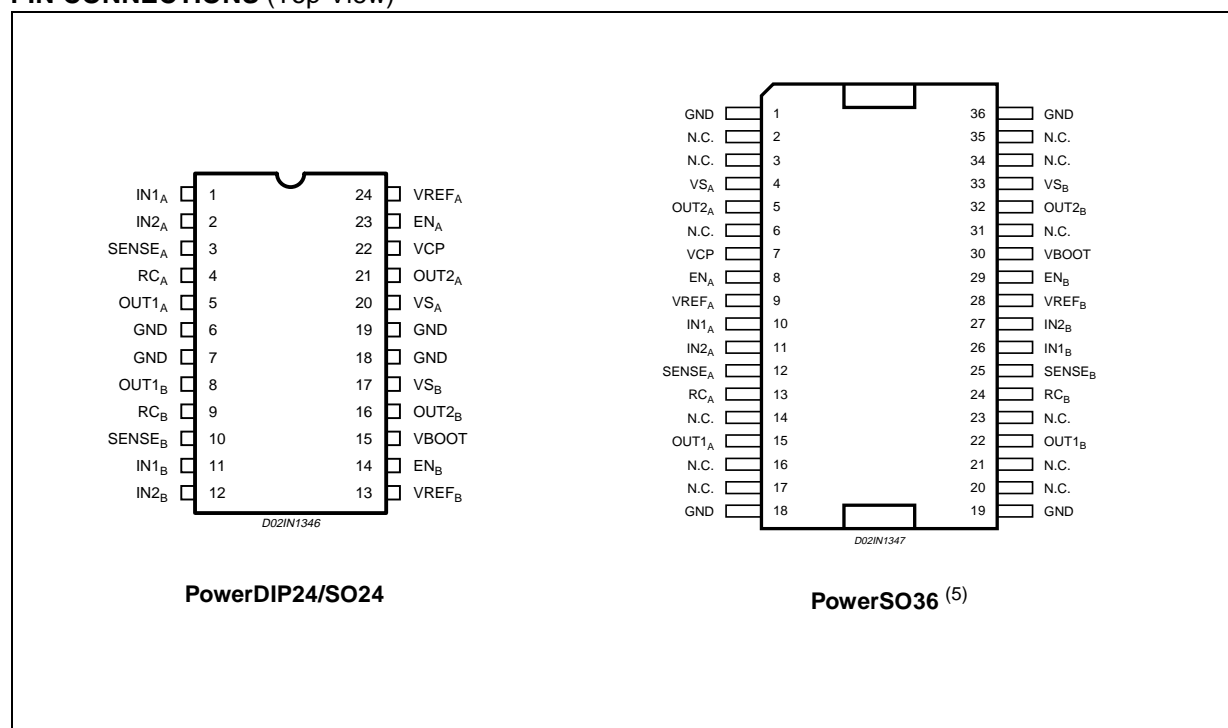 PIN CONNECTIONS (Top View)
IN1A 1 24 VREFA
IN2A 2 23 ENA
SENSEA 3 22 VCP
RCA 4 21 OUT2A
OUT1A 5 20 VSA
GND 6 19 GND
GND 7 18 GND
OUT1B 8 17 VSB
RCB 9 16 OUT2B
SENSEB 10 15 VBOOT
IN1B 11 14 ENB
IN2B 12 13 VREFB
D02IN1346
PowerDIP24/SO24
GND 1 36 GND
N.C. 2 35 N.C.
N.C. 3 34 N.C.
VSA 4 33 VSB
OUT2A 5 32 OUT2B
N.C. 6 31 N.C.
VCP 7 30 VBOOT
ENA 8 29 ENB
VREFA 9 28 VREFB
IN1A 10 27 IN2B
IN2A 11 26 IN1B
SENSEA 12 25 SENSEB
RCA 13 24 RCB
N.C. 14 23 N.C.
OUT1A 15 22 OUT1B
N.C. 16 21 N.C.
N.C. 17 20 N.C.
GND 18 19 GND
D02IN1347
PowerSO36 (5)